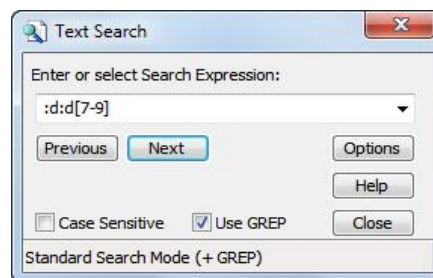 Text Search
Enter or select Search Expression:
:d:d[7-9]
Previous Next Options
Help
Case Sensitive Use GREP Close
Standard Search Mode (+ GREP)